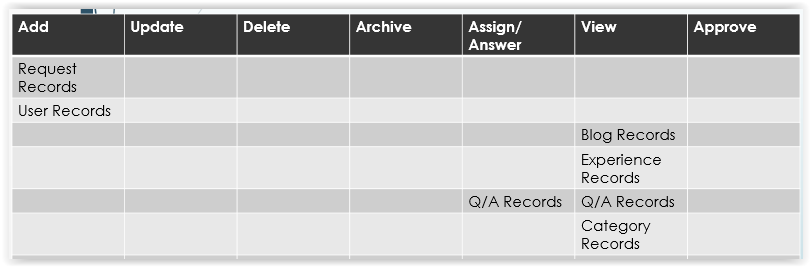 Add Update Delete Archive Assign/ View Approve
Answer
Request
Records
User Records
Blog Records
Experience
Records
Q/A Records Q/A Records
Category
Records